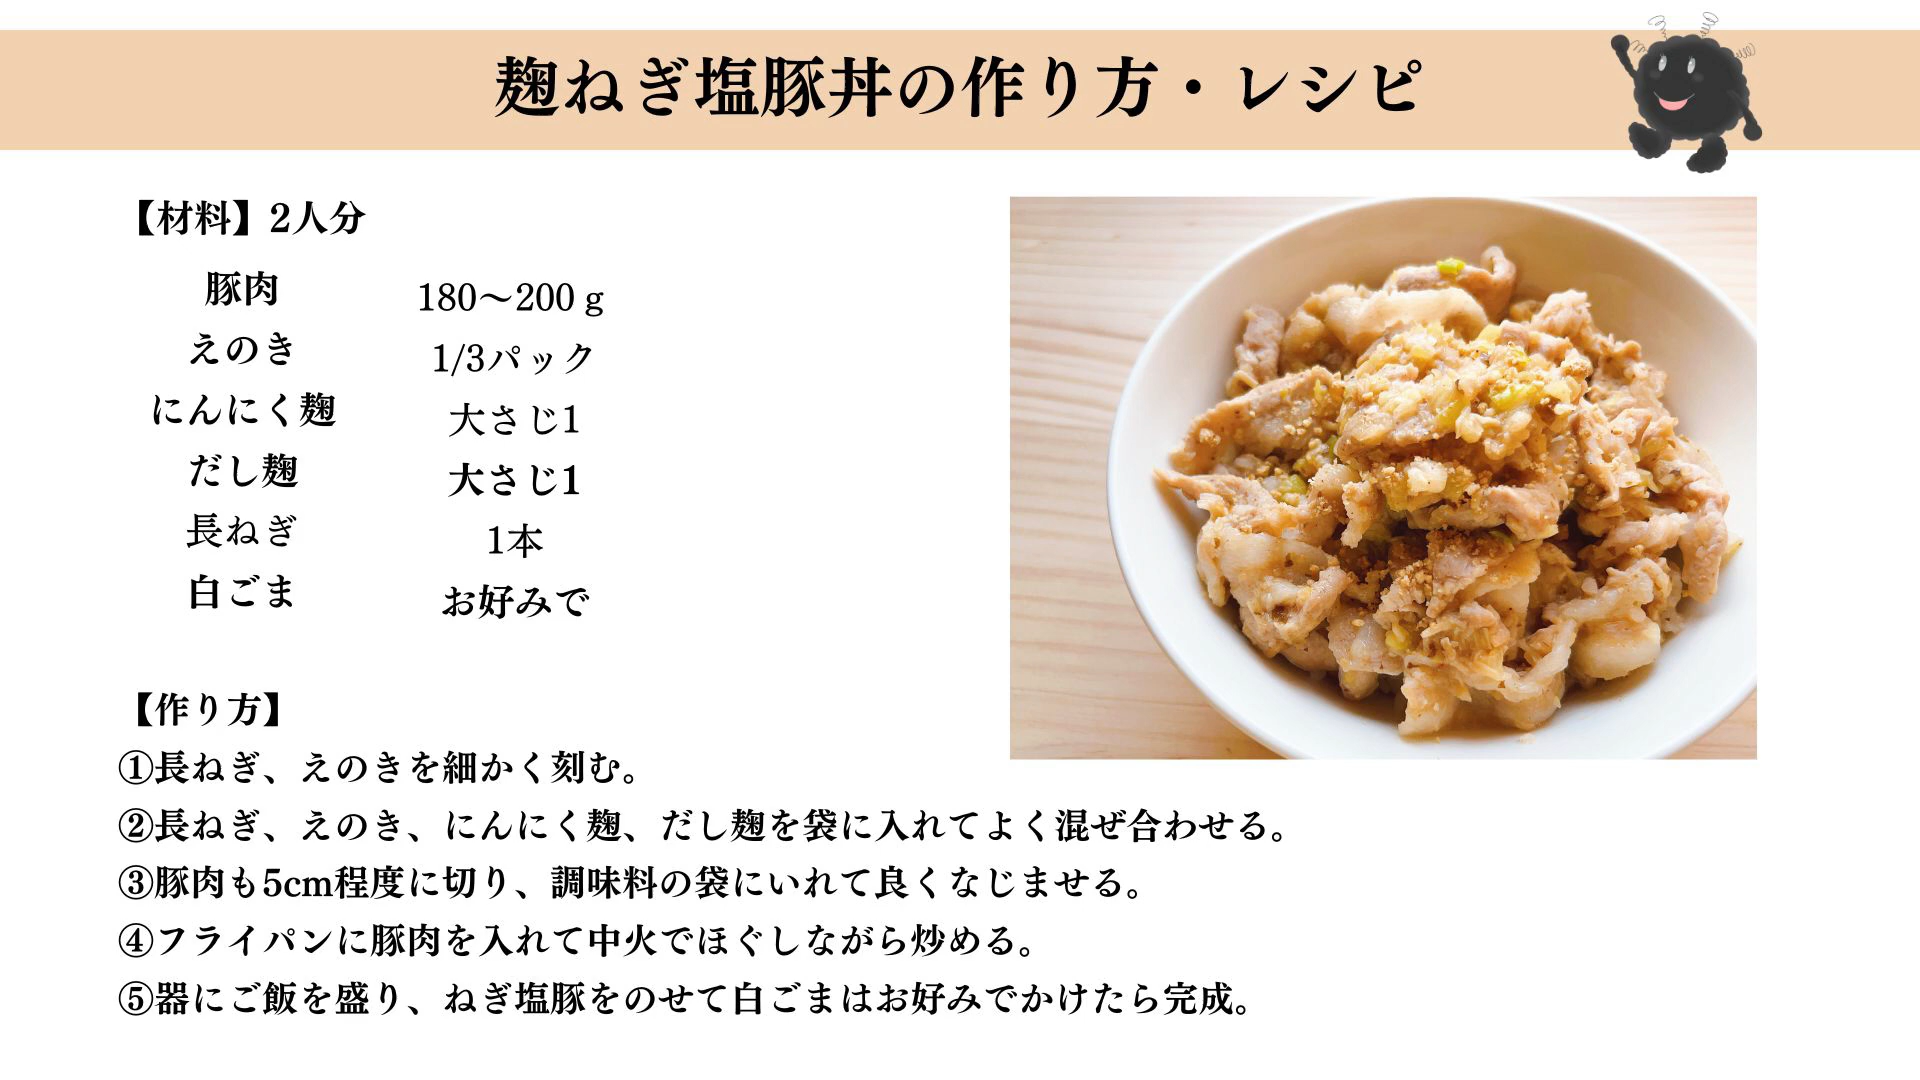 麹ねぎ塩豚丼の作り方・レシピ
【材料】2人分
豚肉 180〜200ｇ
えのき 1/3パック
にんにく麹 大さじ1
だし麹 大さじ1
長ねぎ 1本
白ごま お好みで
【作り方】
①長ねぎ、えのきを細かく刻む。
②長ねぎ、えのき、にんにく麹、だし麹を袋に入れてよく混ぜ合わせる。
③豚肉も5cm程度に切り、調味料の袋にいれて良くなじませる。
④フライパンに豚肉を入れて中火でほぐしながら炒める。
⑤器にご飯を盛り、ねぎ塩豚をのせて白ごまはお好みでかけたら完成。